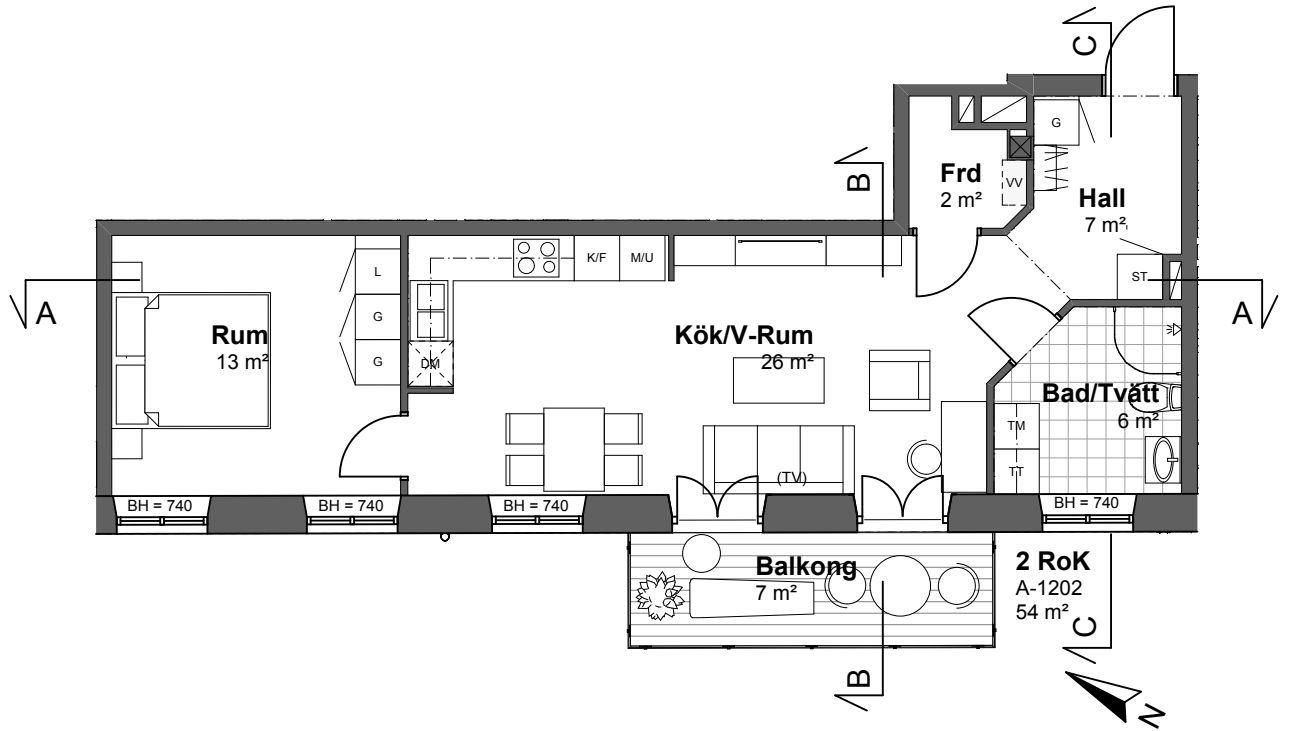 C
G
B
Frd
2 m²
VV
Hall
7 m²
A
L
K/F
M/U
ST
A
G
Rum
13 m²
Kök/V-Rum
26 m²
G
DM
Bad/Tvätt
6 m²
TM
(TV)
TT
BH = 740
BH = 740
BH = 740
BH = 740
Balkong
7 m²
2 RoK
A-1202
54 m²
C
B
N